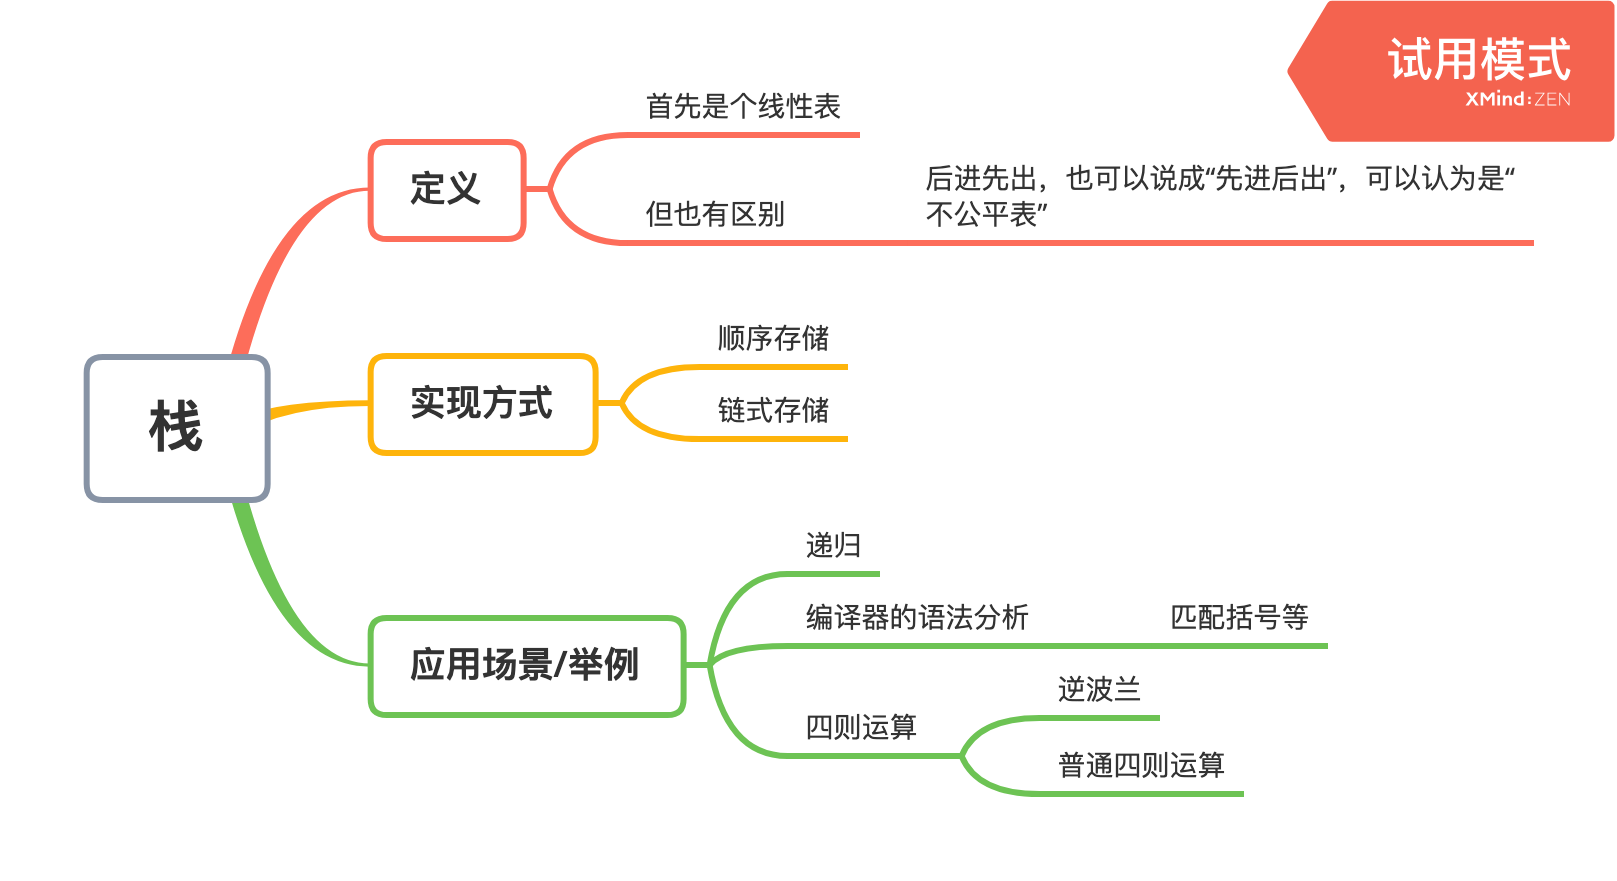 试用模式
XMind:ZEN
首先是个线性表
定义
后进先出，也可以说成“先进后出”，可以认为是“
不公平表”
但也有区别
顺序存储
实现方式
链式存储
栈
递归
编译器的语法分析
匹配括号等
应用场景/举例
逆波兰
四则运算
普通四则运算